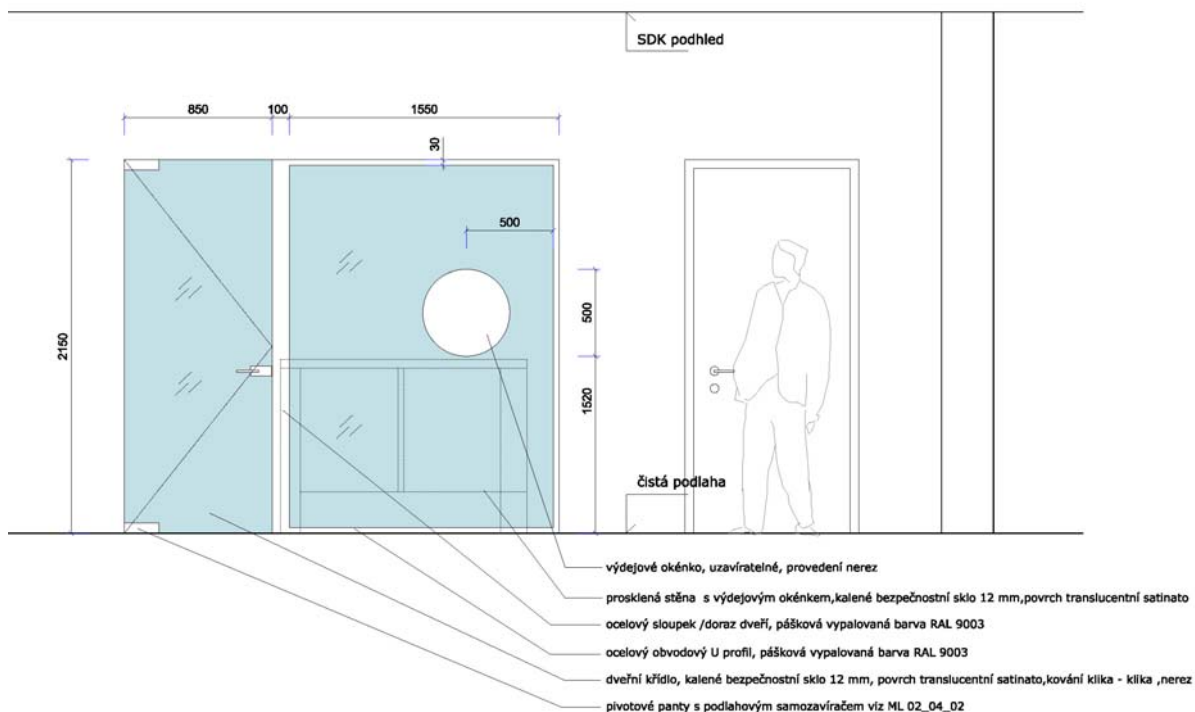 SDK podhled
850
100
1550
30
500
2150
500
1520
čistá podlaha
výdejové okénko, uzavíratelné, provedení nerez
prosklená stěna s výdejovým okénkem,kalené bezpečnostní sklo 12 mm,povrch translucentní satinato
ocelový sloupek /doraz dveří, pášková vypalovaná barva RAL 9003
ocelový obvodový U profil, pášková vypalovaná barva RAL 9003
dveřní křídlo, kalené bezpečnostní sklo 12 mm, povrch translucentní satinato,kování klika - klika ,nerez
pivotové panty s podlahovým samozavíračem viz ML 02_04_02